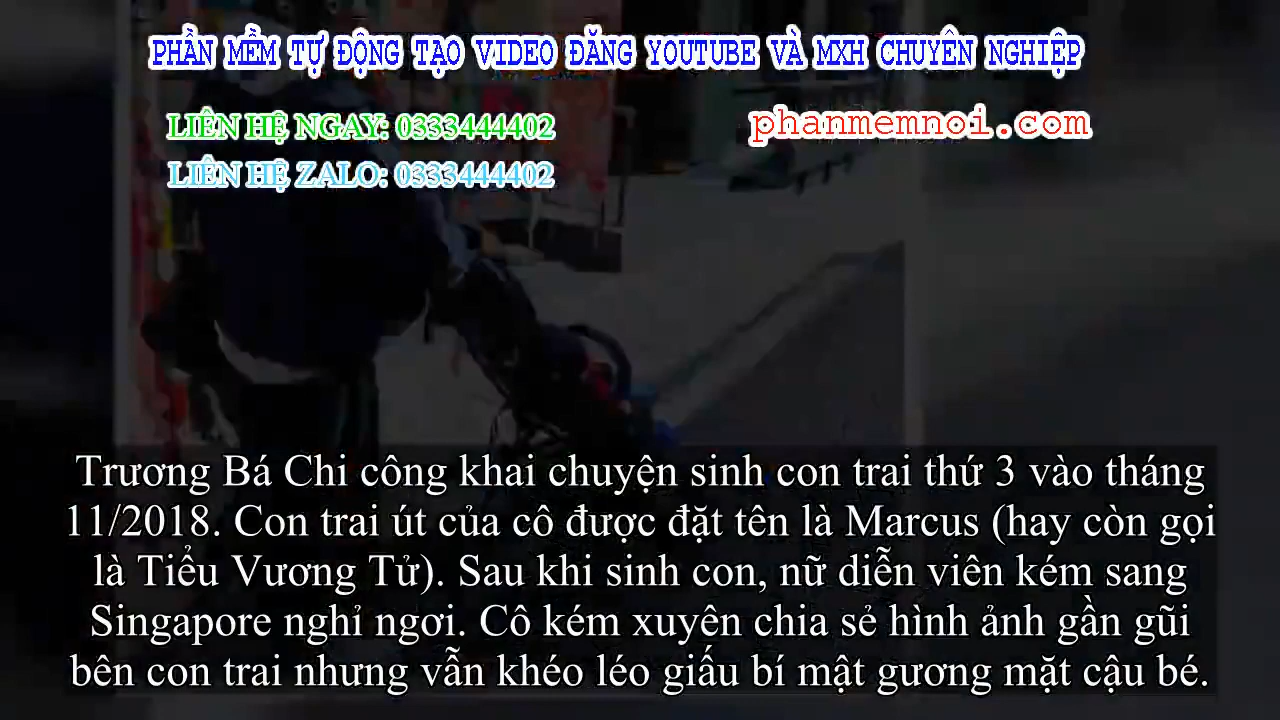 PHẦN MỀM TỰ ĐỘNG TẠO VIDEO ĐĂNG YOUTUBE VÀ MXH CHUYÊN NGHIỆP
LIÊN HỆ NGAY: 0333444402
phanmemnoi.com
LIÊN HỆ ZALO: 0333444402
Trương Bá Chi công khai chuyện sinh con trai thứ 3 vào tháng
11/2018. Con trai út của cô được đặt tên là Marcus (hay còn gọi
là Tiểu Vương Tử). Sau khi sinh con, nữ diễn viên kém sang
Singapore nghỉ ngơi. Cô kém xuyên chia sẻ hình ảnh gần gũi
bên con trai nhưng vẫn khéo léo giấu bí mật gương mặt cậu bé.